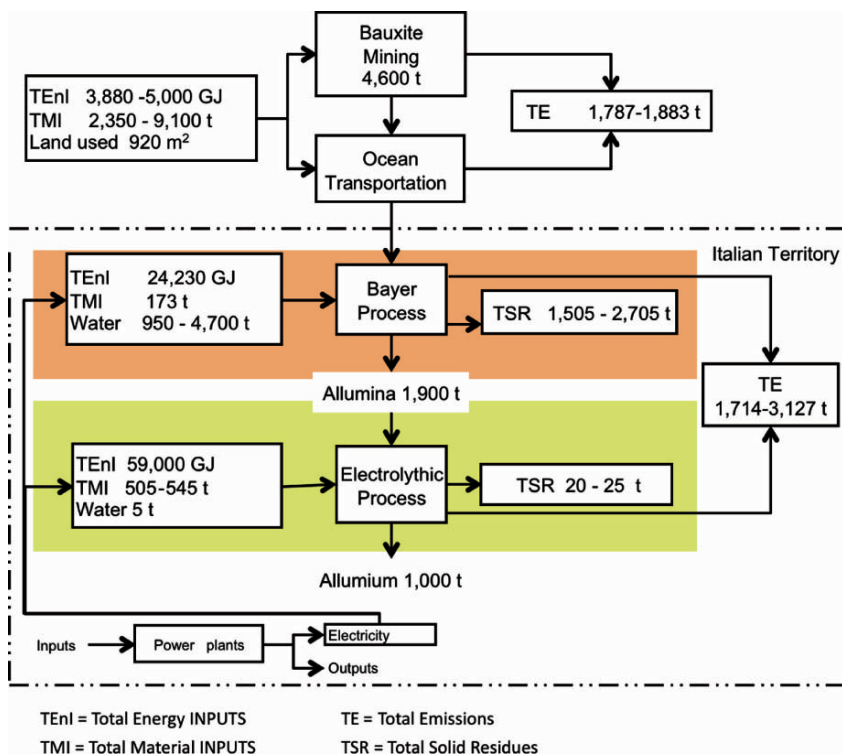 Bauxite
Mining
4,600 t
TEnI 3,880 -5,000 GJ
TMI 2,350 - 9,100 t
Land used 920 m²
TE 1,787-1,883 t
Ocean
Transportation
Italian Territory
TEnI 24,230 GJ
TMI 173 t
Water 950 - 4,700 t
Bayer
Process
TSR 1,505 - 2,705 t
Allumina 1,900 t
TE
1,714-3,127 t
TEnI 59,000 GJ
TMI 505-545 t
Water 5 t
Electrolythic
Process
TSR 20 - 25 t
Allumium 1,000 t
Inputs
Power plants
Electricity
Outputs
TEnI = Total Energy INPUTS
TE = Total Emissions
TMI = Total Material INPUTS
TSR = Total Solid Residues